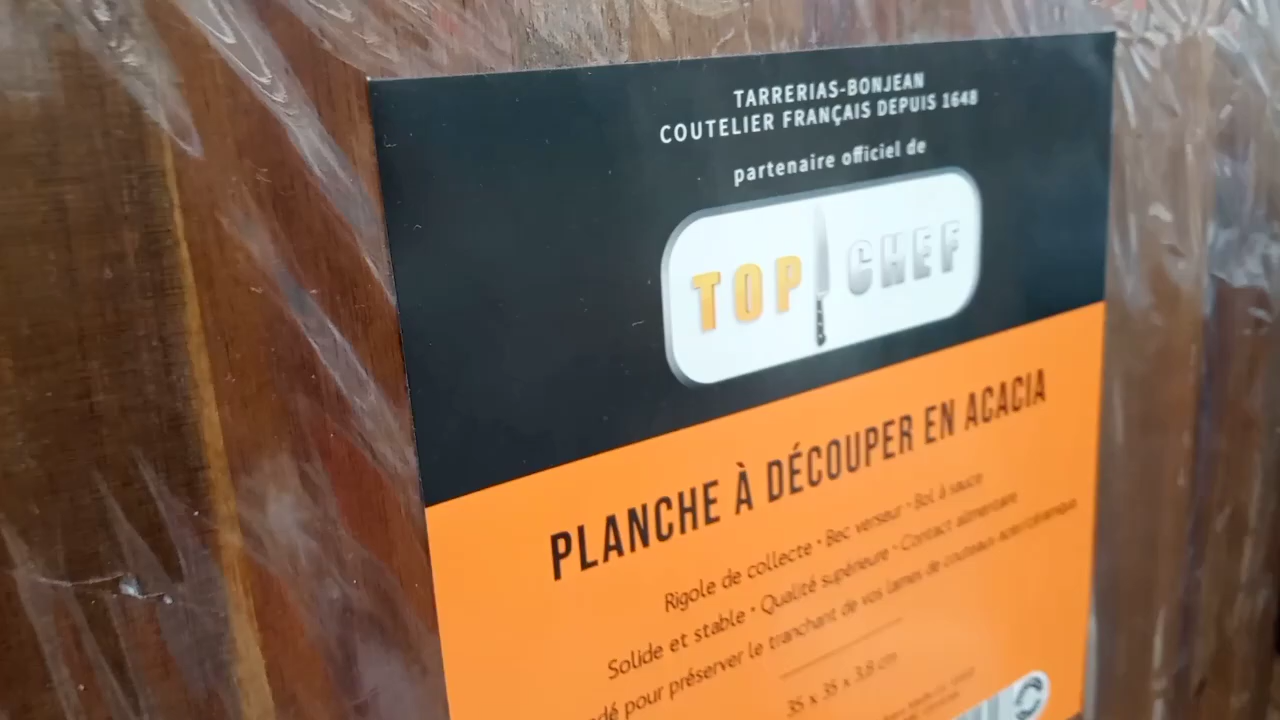 TARRERIAS-BONJEAN
COUTELIER FRANÇAIS DEPUIS 1648
partenaire officiel de
TOP CHEF
PLANCHE À DÉCOUPER EN ACACIA
Rigole de collecte • Bec verseur • Bol à sauce
Solide et stable • Qualité supérieure • Contact alimentaire
pour préserver le tranchant de vos lames de couteaux acier/céramique
35 x 35 x 3,8 cm